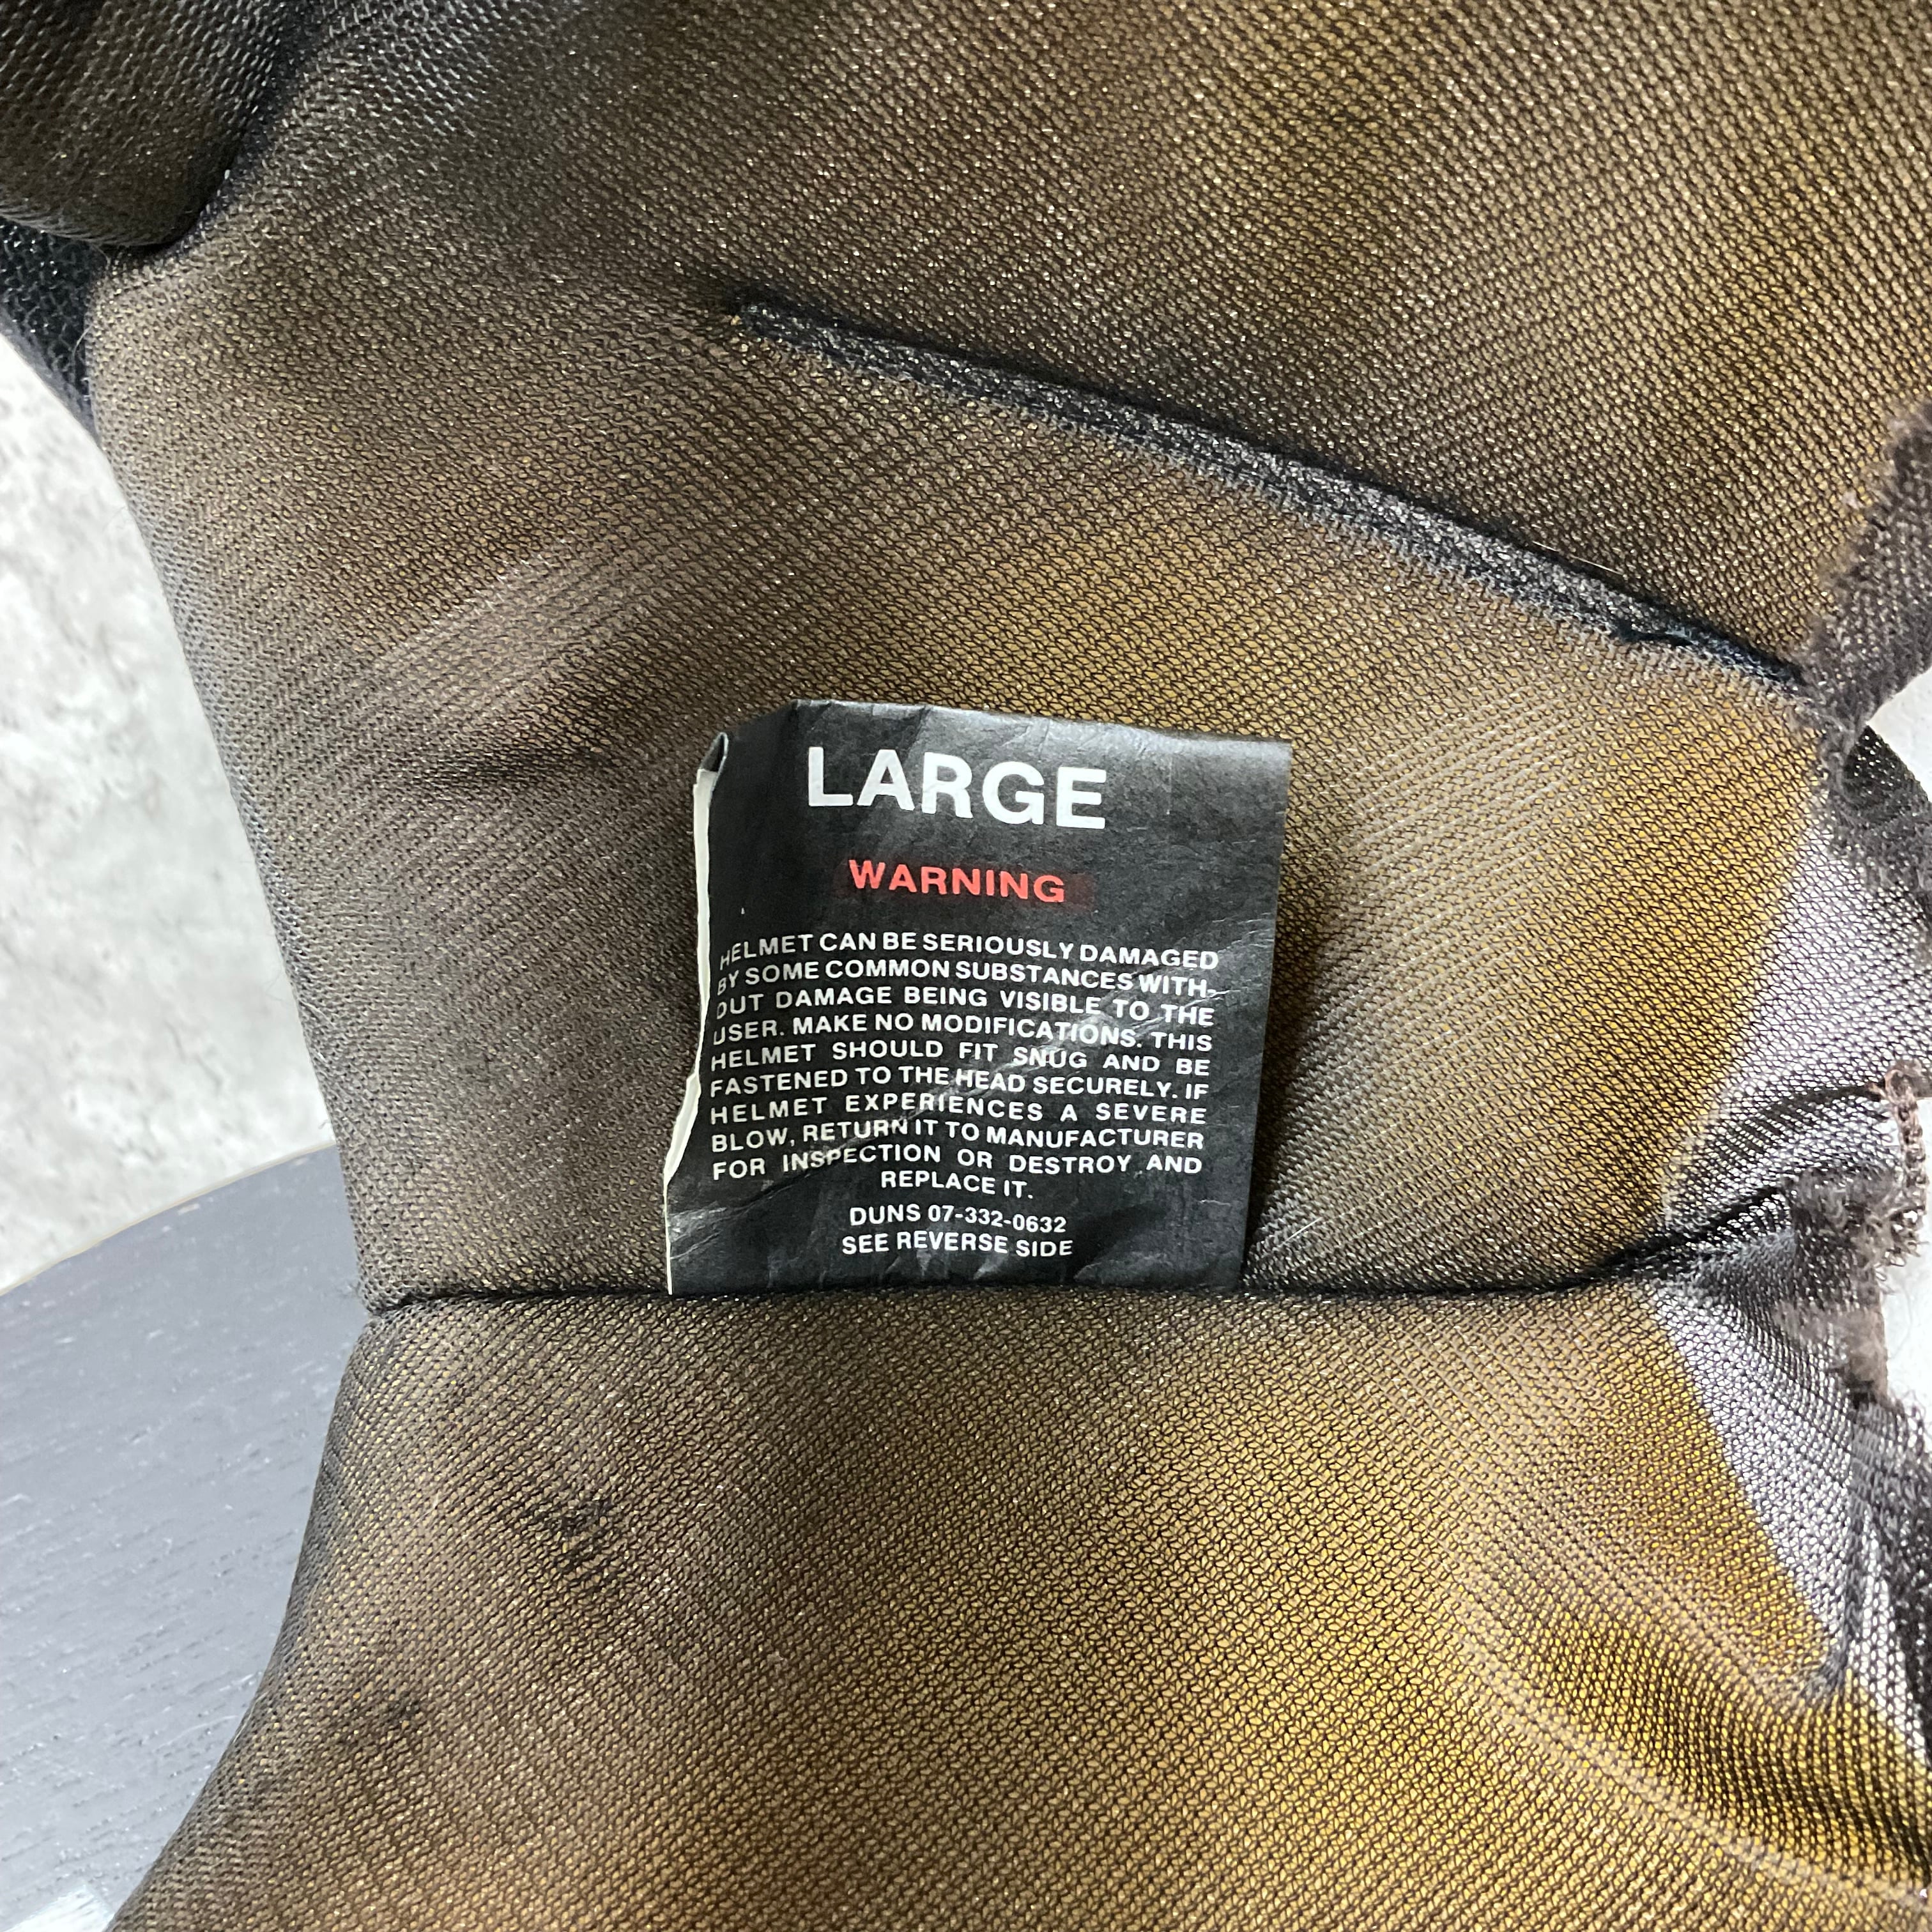 LARGE
WARNING
HELMET CAN BE SERIOUSLY DAMAGED
BY SOME COMMON SUBSTANCES WITH-
OUT DAMAGE BEING VISIBLE TO THE
USER. MAKE NO MODIFICATIONS. THIS
HELMET SHOULD FIT SNUG AND BE
FASTENED TO THE HEAD SECURELY. IF
HELMET EXPERIENCES A SEVERE
BLOW, RETURN IT TO MANUFACTURER
FOR INSPECTION OR DESTROY AND
REPLACE IT.
DUNS 07-332-0632
SEE REVERSE SIDE